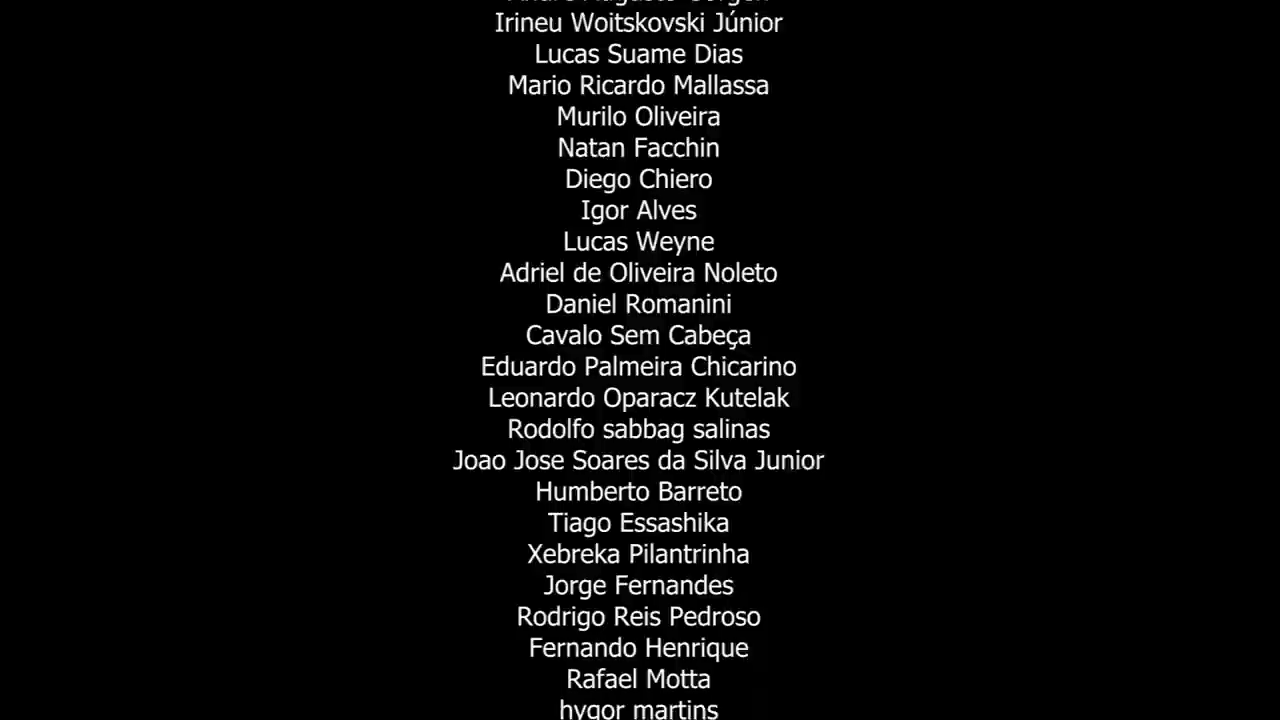 Irineu Woitskovski Júnior
Lucas Suame Dias
Mario Ricardo Mallassa
Murilo Oliveira
Natan Facchin
Diego Chiero
Igor Alves
Lucas Weyne
Adriel de Oliveira Noleto
Daniel Romanini
Cavalo Sem Cabeça
Eduardo Palmeira Chicarino
Leonardo Oparacz Kutelak
Rodolfo sabbag salinas
Joao Jose Soares da Silva Junior
Humberto Barreto
Tiago Essashika
Xebreka Pilantrinha
Jorge Fernandes
Rodrigo Reis Pedroso
Fernando Henrique
Rafael Motta
hygor martins